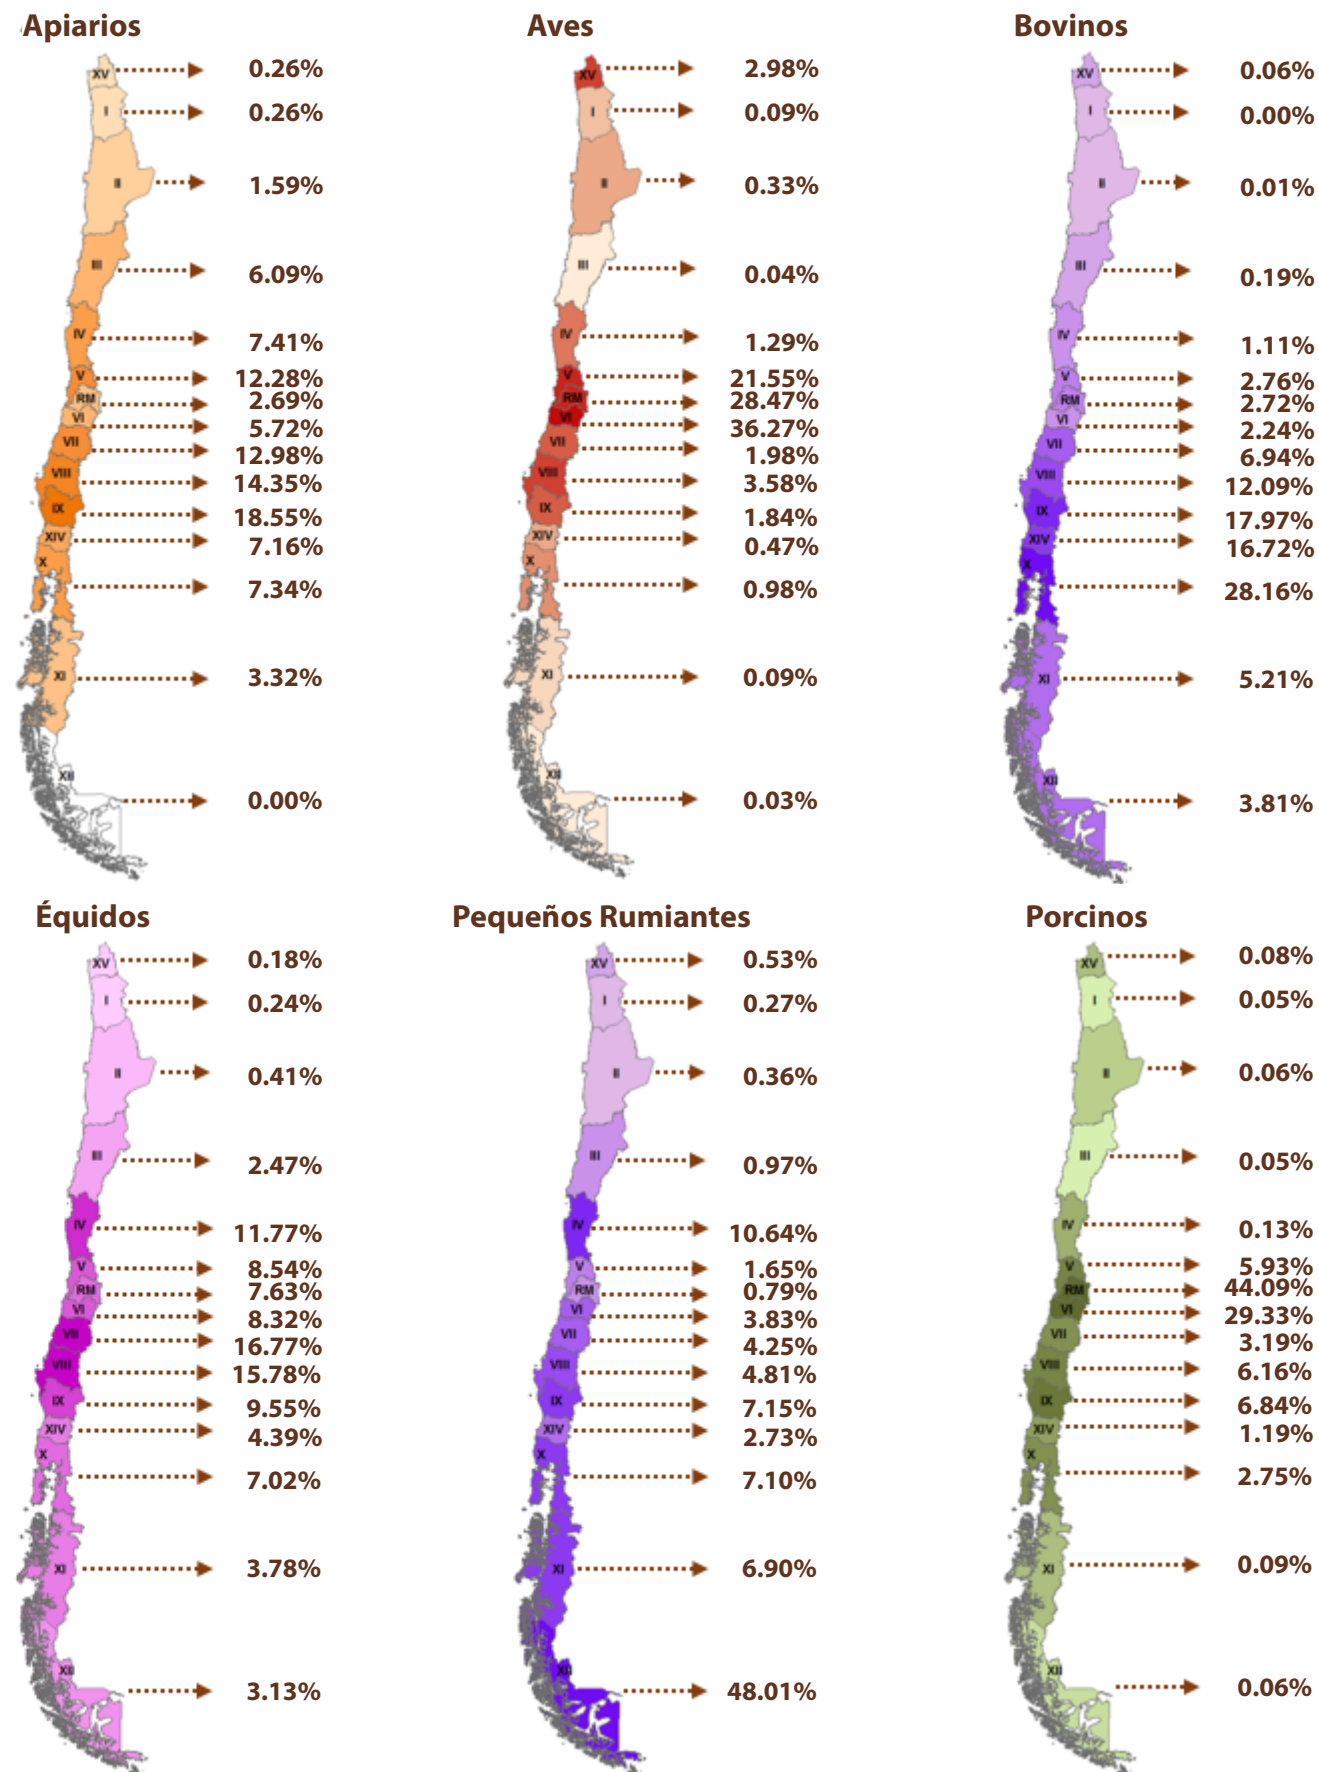 Apiarios
XV 0.26%
I 0.26%
II 1.59%
III 6.09%
IV 7.41%
V 12.28%
RM 2.69%
VI 5.72%
VII 12.98%
VIII 14.35%
IX 18.55%
XIV 7.16%
X 7.34%
XI 3.32%
XII 0.00%
Aves
XV 2.98%
I 0.09%
II 0.33%
III 0.04%
IV 1.29%
V 21.55%
RM 28.47%
VI 36.27%
VII 1.98%
VIII 3.58%
IX 1.84%
XIV 0.47%
X 0.98%
XI 0.09%
XII 0.03%
Bovinos
XV 0.06%
I 0.00%
II 0.01%
III 0.19%
IV 1.11%
V 2.76%
RM 2.72%
VI 2.24%
VII 6.94%
VIII 12.09%
IX 17.97%
XIV 16.72%
X 28.16%
XI 5.21%
XII 3.81%
Équidos
XV 0.18%
I 0.24%
II 0.41%
III 2.47%
IV 11.77%
V 8.54%
RM 7.63%
VI 8.32%
VII 16.77%
VIII 15.78%
IX 9.55%
XIV 4.39%
X 7.02%
XI 3.78%
XII 3.13%
Pequeños Rumiantes
XV 0.53%
I 0.27%
II 0.36%
III 0.97%
IV 10.64%
V 1.65%
RM 0.79%
VI 3.83%
VII 4.25%
VIII 4.81%
IX 7.15%
XIV 2.73%
X 7.10%
XI 6.90%
XII 48.01%
Porcinos
XV 0.08%
I 0.05%
II 0.06%
III 0.05%
IV 0.13%
V 5.93%
RM 44.09%
VI 29.33%
VII 3.19%
VIII 6.16%
IX 6.84%
XIV 1.19%
X 2.75%
XI 0.09%
XII 0.06%